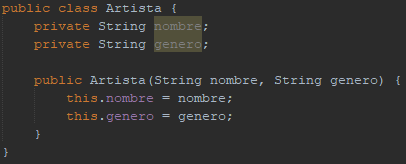 public class Artista {
private String nombre;
private String genero;
public Artista(String nombre, String genero) {
this.nombre = nombre;
this.genero = genero;
}
}